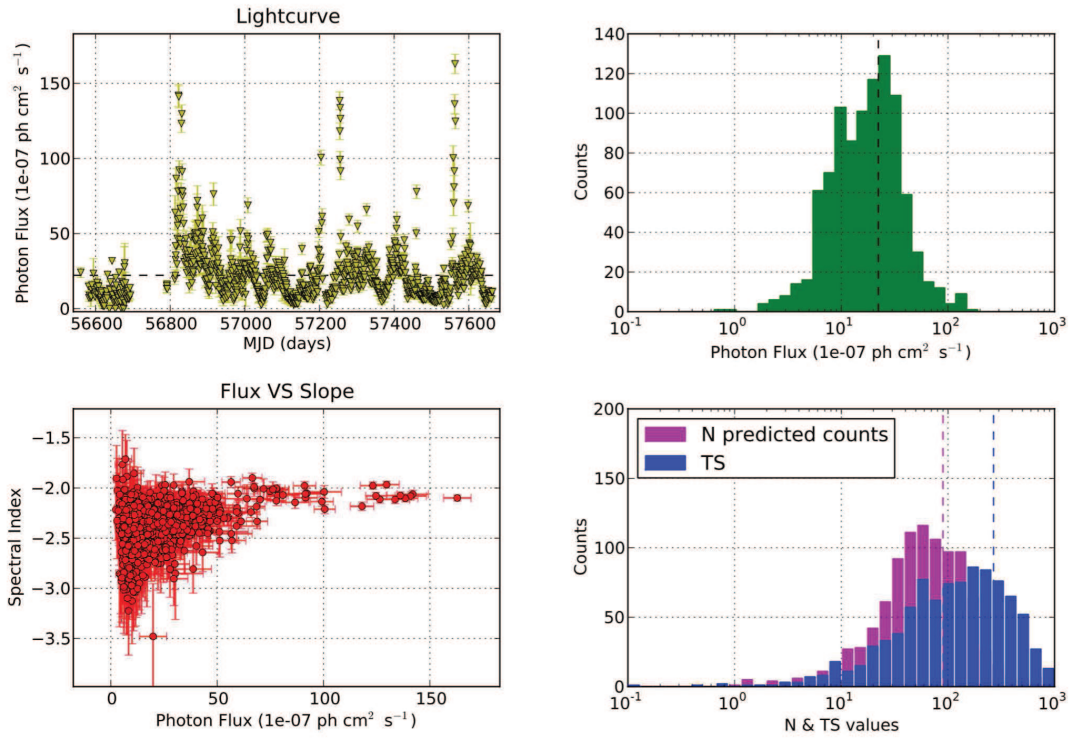 Lightcurve
Photon Flux (1e-07 ph cm² s⁻¹)
150
100
50
0
56600 56800 57000 57200 57400 57600
MJD (days)
Counts
140
120
100
80
60
40
20
0
10⁻¹ 10⁰ 10¹ 10² 10³
Photon Flux (1e-07 ph cm² s⁻¹)
Flux VS Slope
Spectral Index
−1.5
−2.0
−2.5
−3.0
−3.5
0 50 100 150
Photon Flux (1e-07 ph cm² s⁻¹)
Counts
200
150
100
50
0
N predicted counts
TS
10⁻¹ 10⁰ 10¹ 10² 10³
N & TS values